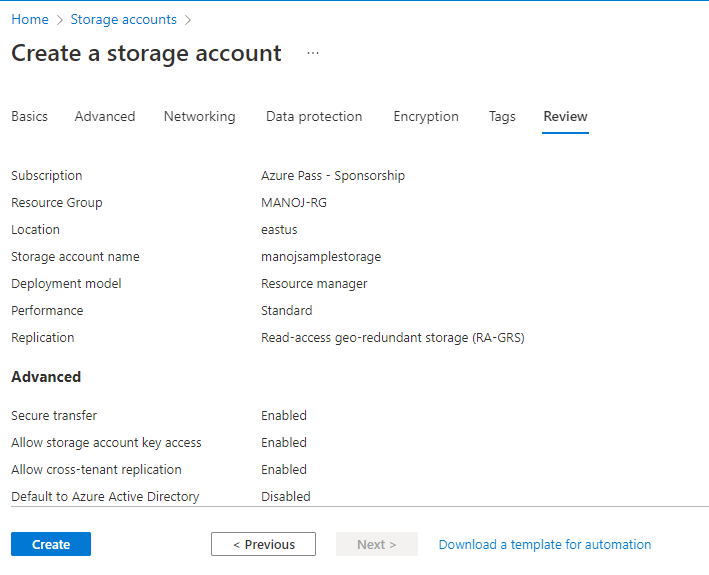 Home > Storage accounts >
Create a storage account ...
Basics Advanced Networking Data protection Encryption Tags Review
Subscription Azure Pass - Sponsorship
Resource Group MANOJ-RG
Location eastus
Storage account name manojsamplestorage
Deployment model Resource manager
Performance Standard
Replication Read-access geo-redundant storage (RA-GRS)
Advanced
Secure transfer Enabled
Allow storage account key access Enabled
Allow cross-tenant replication Enabled
Default to Azure Active Directory Disabled
Create < Previous Next > Download a template for automation